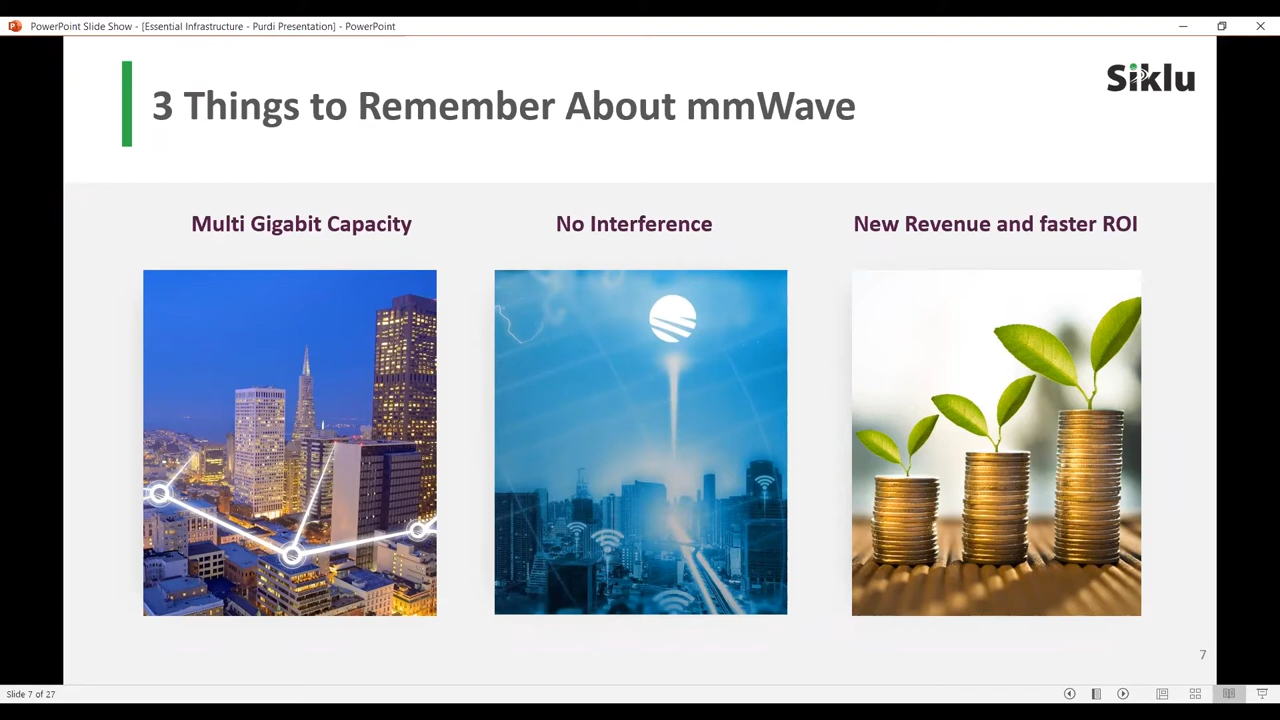 PowerPoint Slide Show - [Essential Infrastructure - Purdi Presentation] - PowerPoint
Siklu
3 Things to Remember About mmWave
Multi Gigabit Capacity
No Interference
New Revenue and faster ROI
7
Slide 7 of 27